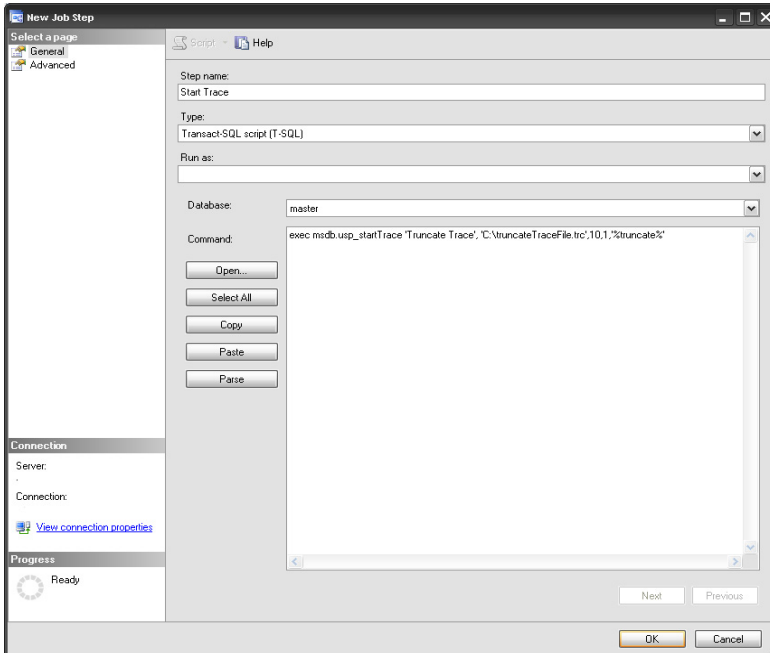 New Job Step
Select a page
General
Advanced
Script
Help
Step name:
Start Trace
Type:
Transact-SQL script (T-SQL)
Run as:
Database:
master
Command:
exec msdb.usp_startTrace 'Truncate Trace', 'C:\truncateTraceFile.trc',10,1,'%truncate%'
Open...
Select All
Copy
Paste
Parse
Connection
Server:
.
Connection:
View connection properties
Progress
Ready
Next
Previous
OK
Cancel